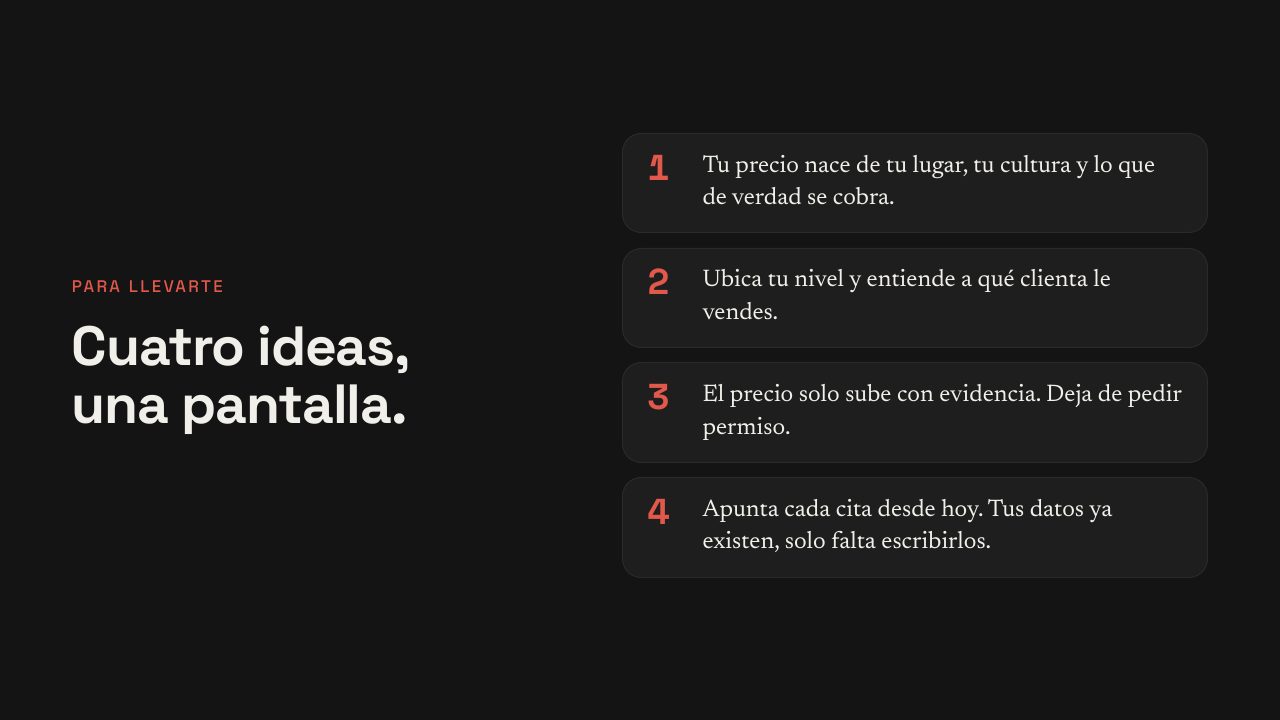 PARA LLEVARTE
Cuatro ideas,
una pantalla.
1
Tu precio nace de tu lugar, tu cultura y lo que
de verdad se cobra.
2
Ubica tu nivel y entiende a qué clienta le
vendes.
3
El precio solo sube con evidencia. Deja de pedir
permiso.
4
Apunta cada cita desde hoy. Tus datos ya
existen, solo falta escribirlos.